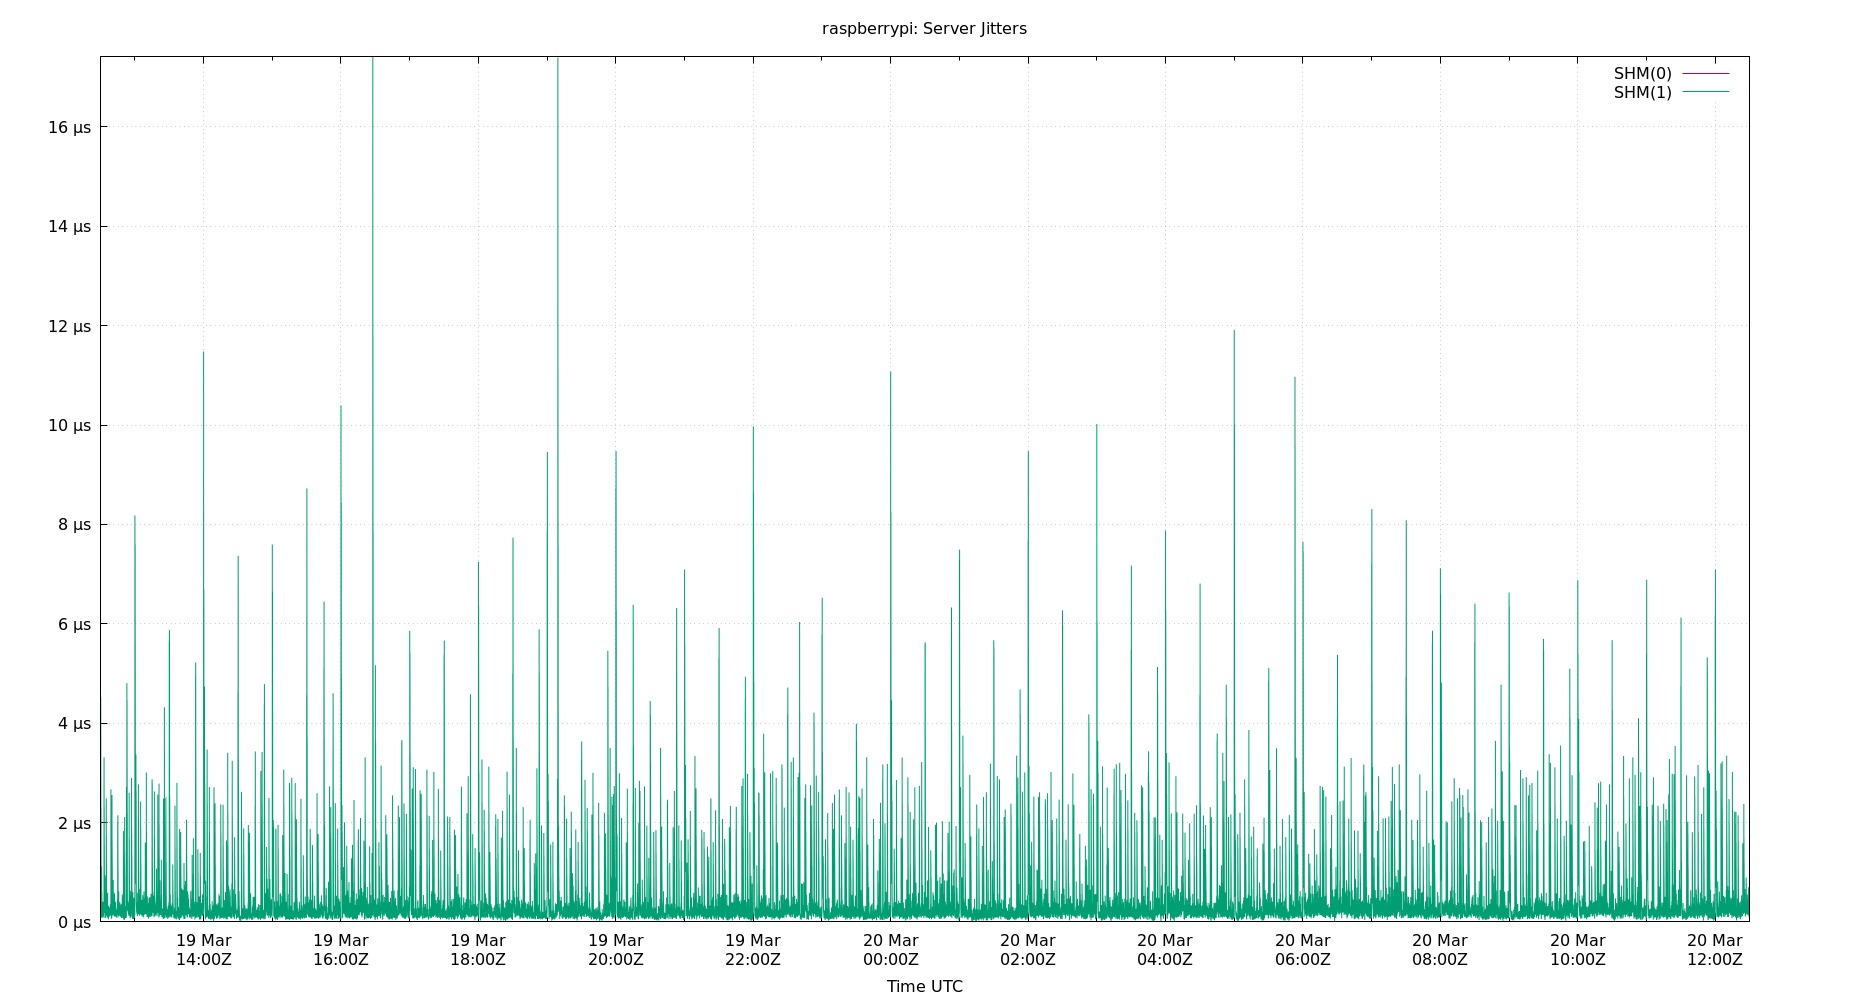 raspberrypi: Server Jitters
SHM(0)
SHM(1)
16 µs
14 µs
12 µs
10 µs
8 µs
6 µs
4 µs
2 µs
0 µs
19 Mar 19 Mar 19 Mar 19 Mar 19 Mar 20 Mar 20 Mar 20 Mar 20 Mar 20 Mar 20 Mar 20 Mar
14:00Z 16:00Z 18:00Z 20:00Z 22:00Z 00:00Z 02:00Z 04:00Z 06:00Z 08:00Z 10:00Z 12:00Z
Time UTC